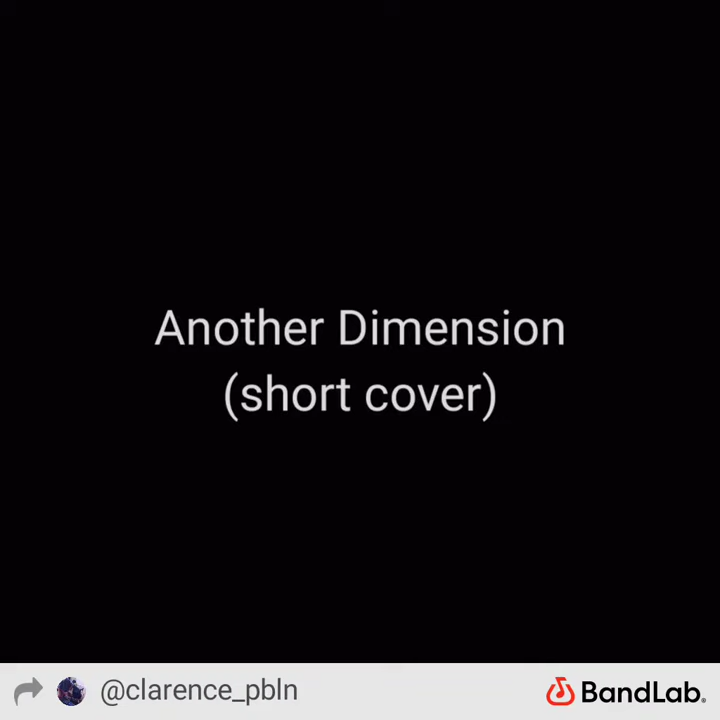 Another Dimension
(short cover)
@clarence_pbln
BandLab®